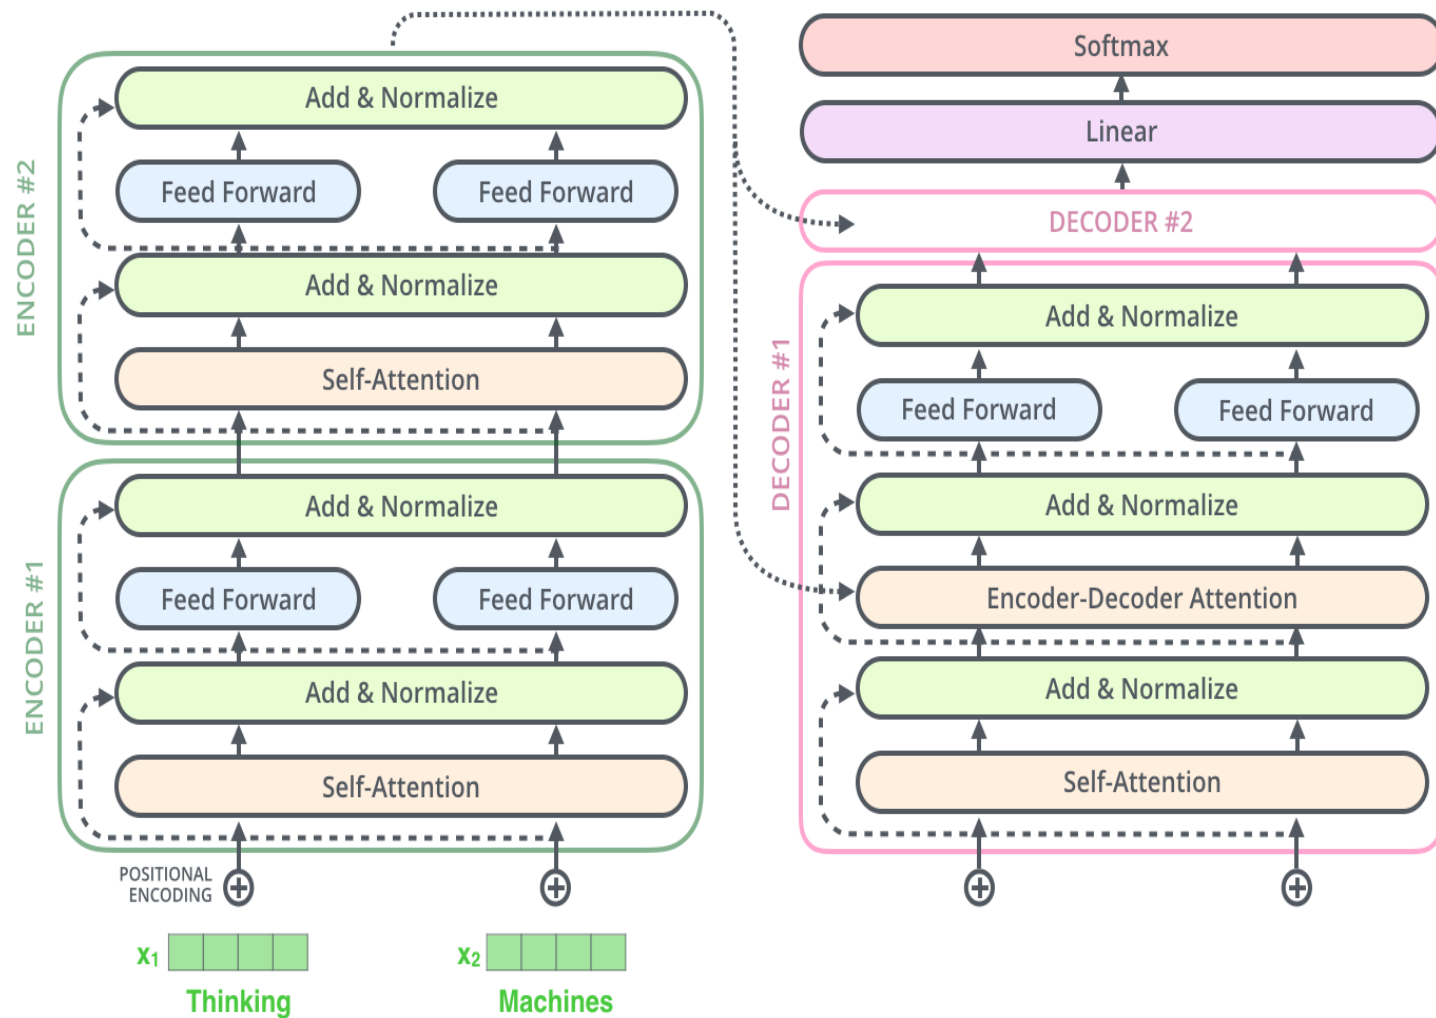 ENCODER #2
Add & Normalize
Feed Forward
Feed Forward
Add & Normalize
Self-Attention
ENCODER #1
Add & Normalize
Feed Forward
Feed Forward
Add & Normalize
Self-Attention
POSITIONAL
ENCODING
x1
x2
Thinking
Machines
Softmax
Linear
DECODER #2
DECODER #1
Add & Normalize
Feed Forward
Feed Forward
Add & Normalize
Encoder-Decoder Attention
Add & Normalize
Self-Attention